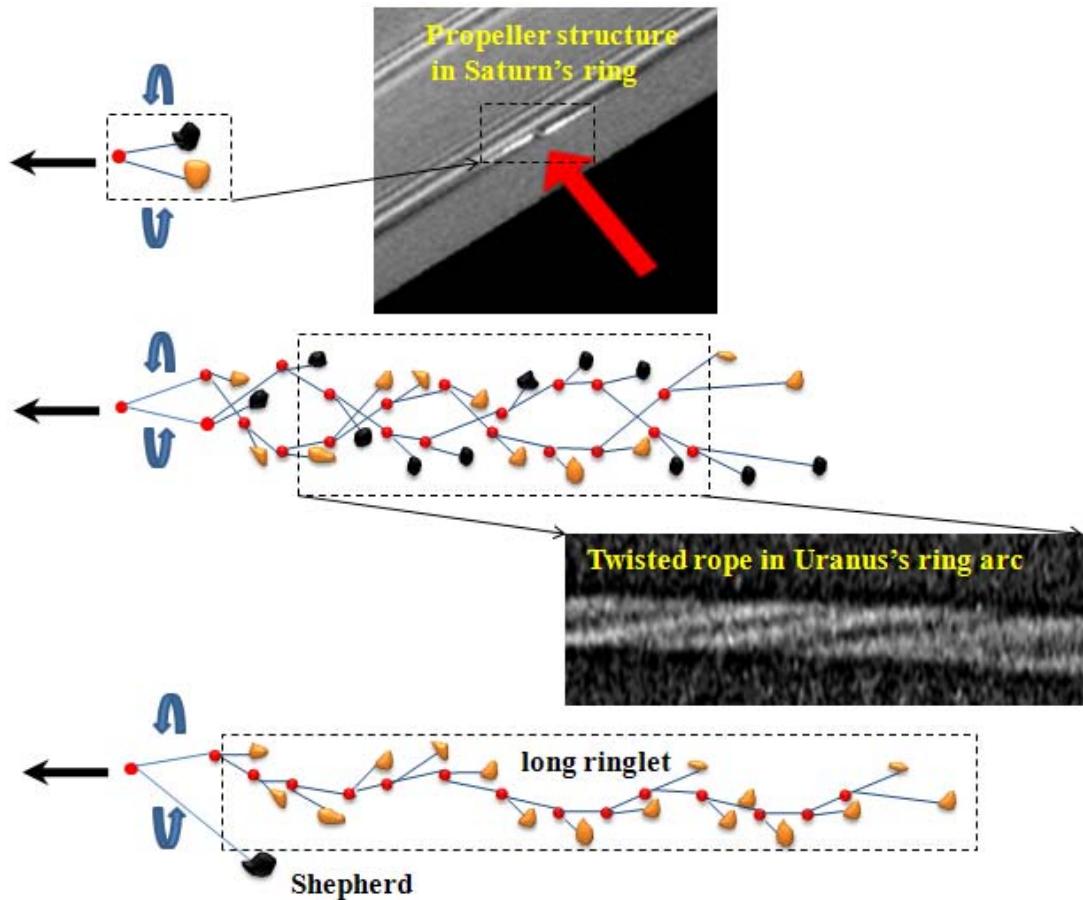 Propeller structure
in Saturn's ring
Twisted rope in Uranus's ring arc
long ringlet
Shepherd